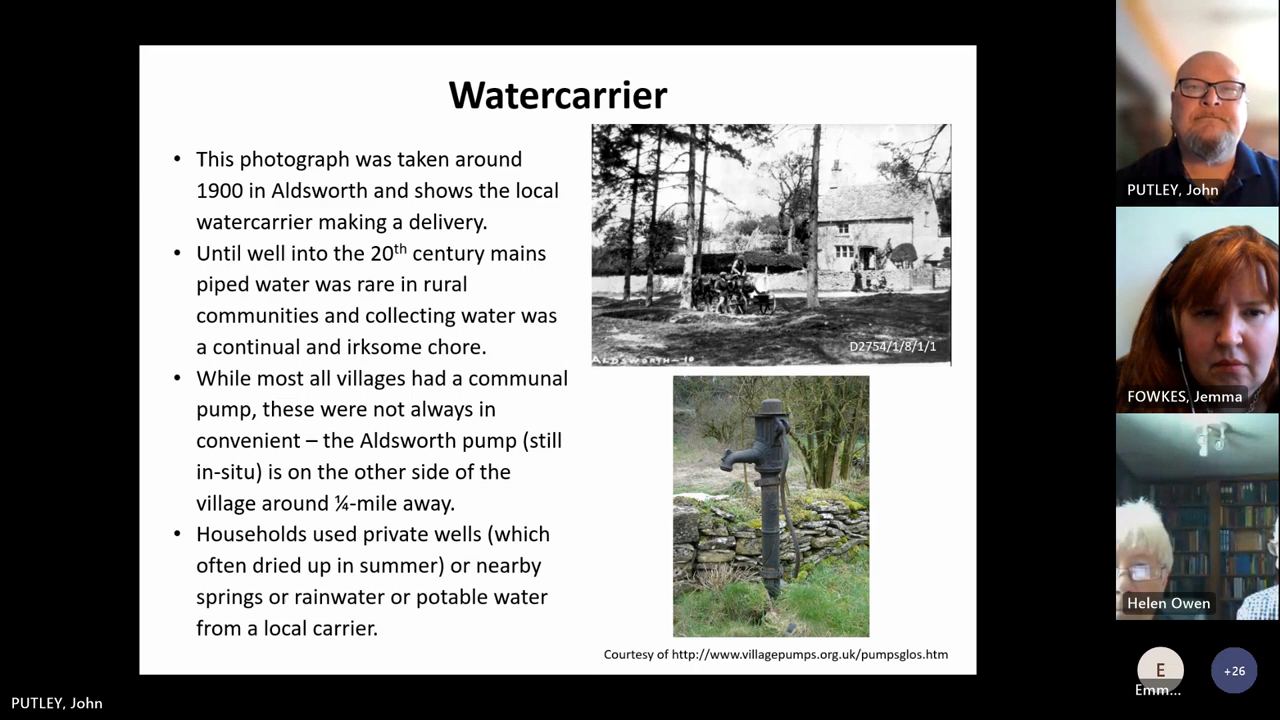 Watercarrier
• This photograph was taken around
1900 in Aldsworth and shows the local
watercarrier making a delivery.
• Until well into the 20th century mains
piped water was rare in rural
communities and collecting water was
a continual and irksome chore.
• While most all villages had a communal
pump, these were not always in
convenient – the Aldsworth pump (still
in-situ) is on the other side of the
village around ¼-mile away.
• Households used private wells (which
often dried up in summer) or nearby
springs or rainwater or potable water
from a local carrier.
D2754/1/8/1/1
ALDSWORTH-10
Courtesy of http://www.villagepumps.org.uk/pumpsglos.htm
PUTLEY, John
FOWKES, Jemma
Helen Owen
E
Emm...
+26
PUTLEY, John